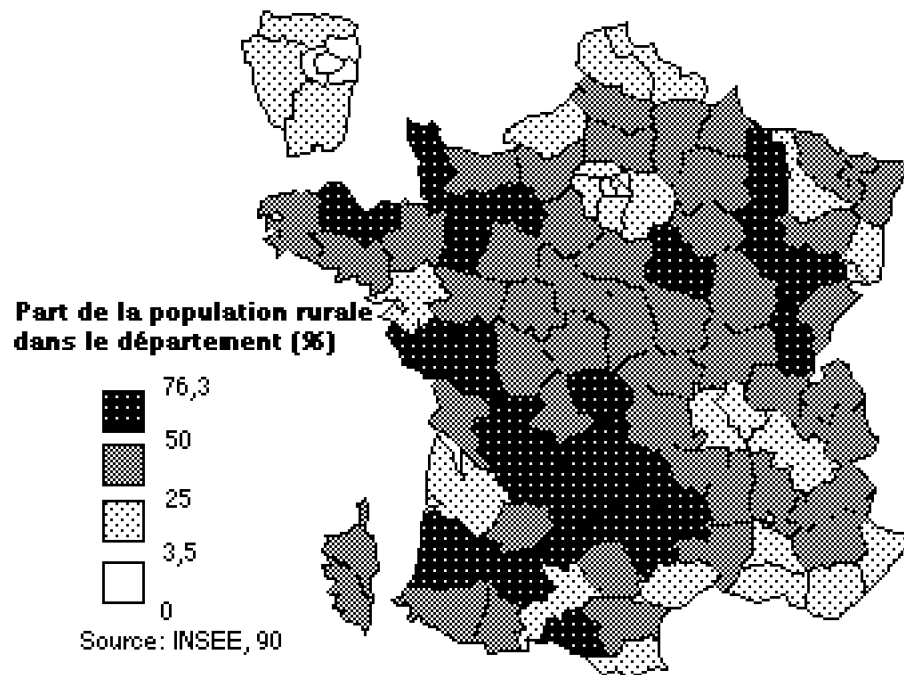 Part de la population rurale
dans le département (%)
76,3
50
25
3,5
0
Source: INSEE, 90